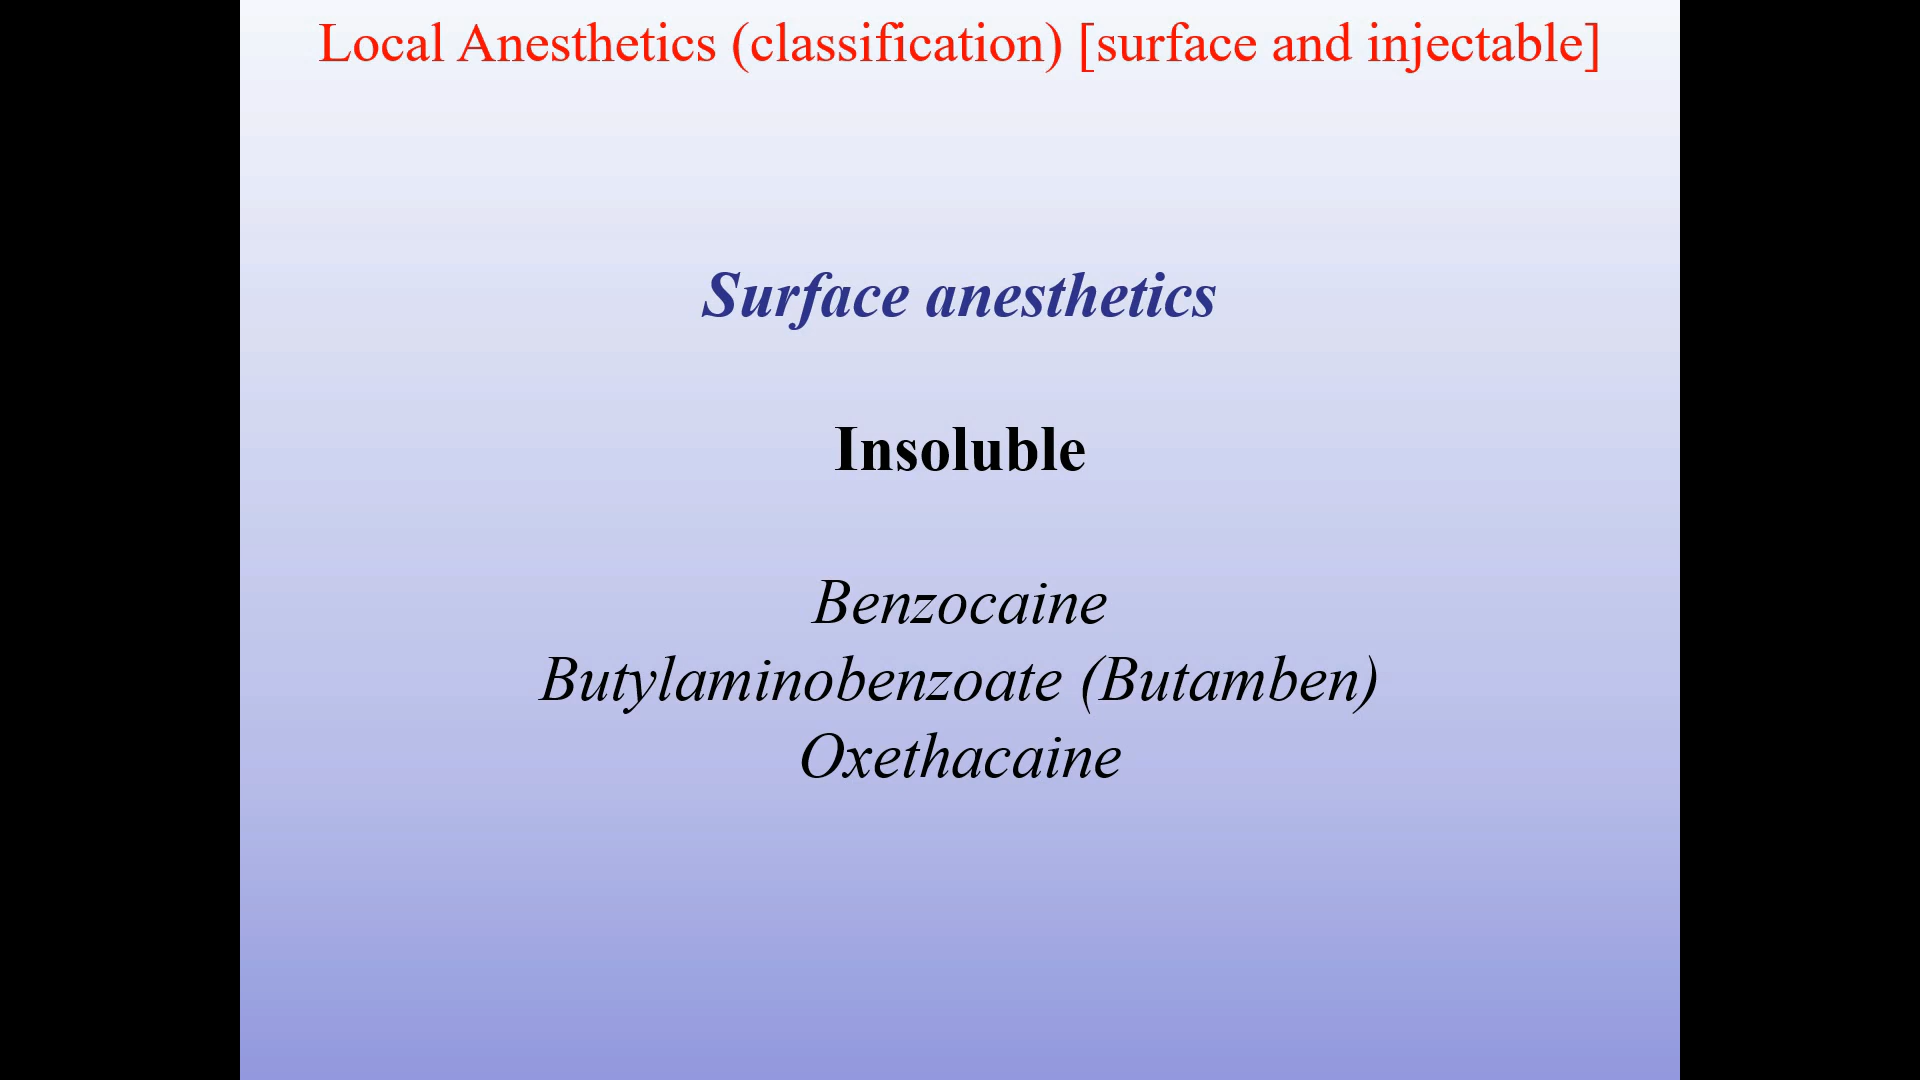 Local Anesthetics (classification) [surface and injectable]
Surface anesthetics
Insoluble
Benzocaine
Butylaminobenzoate (Butamben)
Oxethacaine